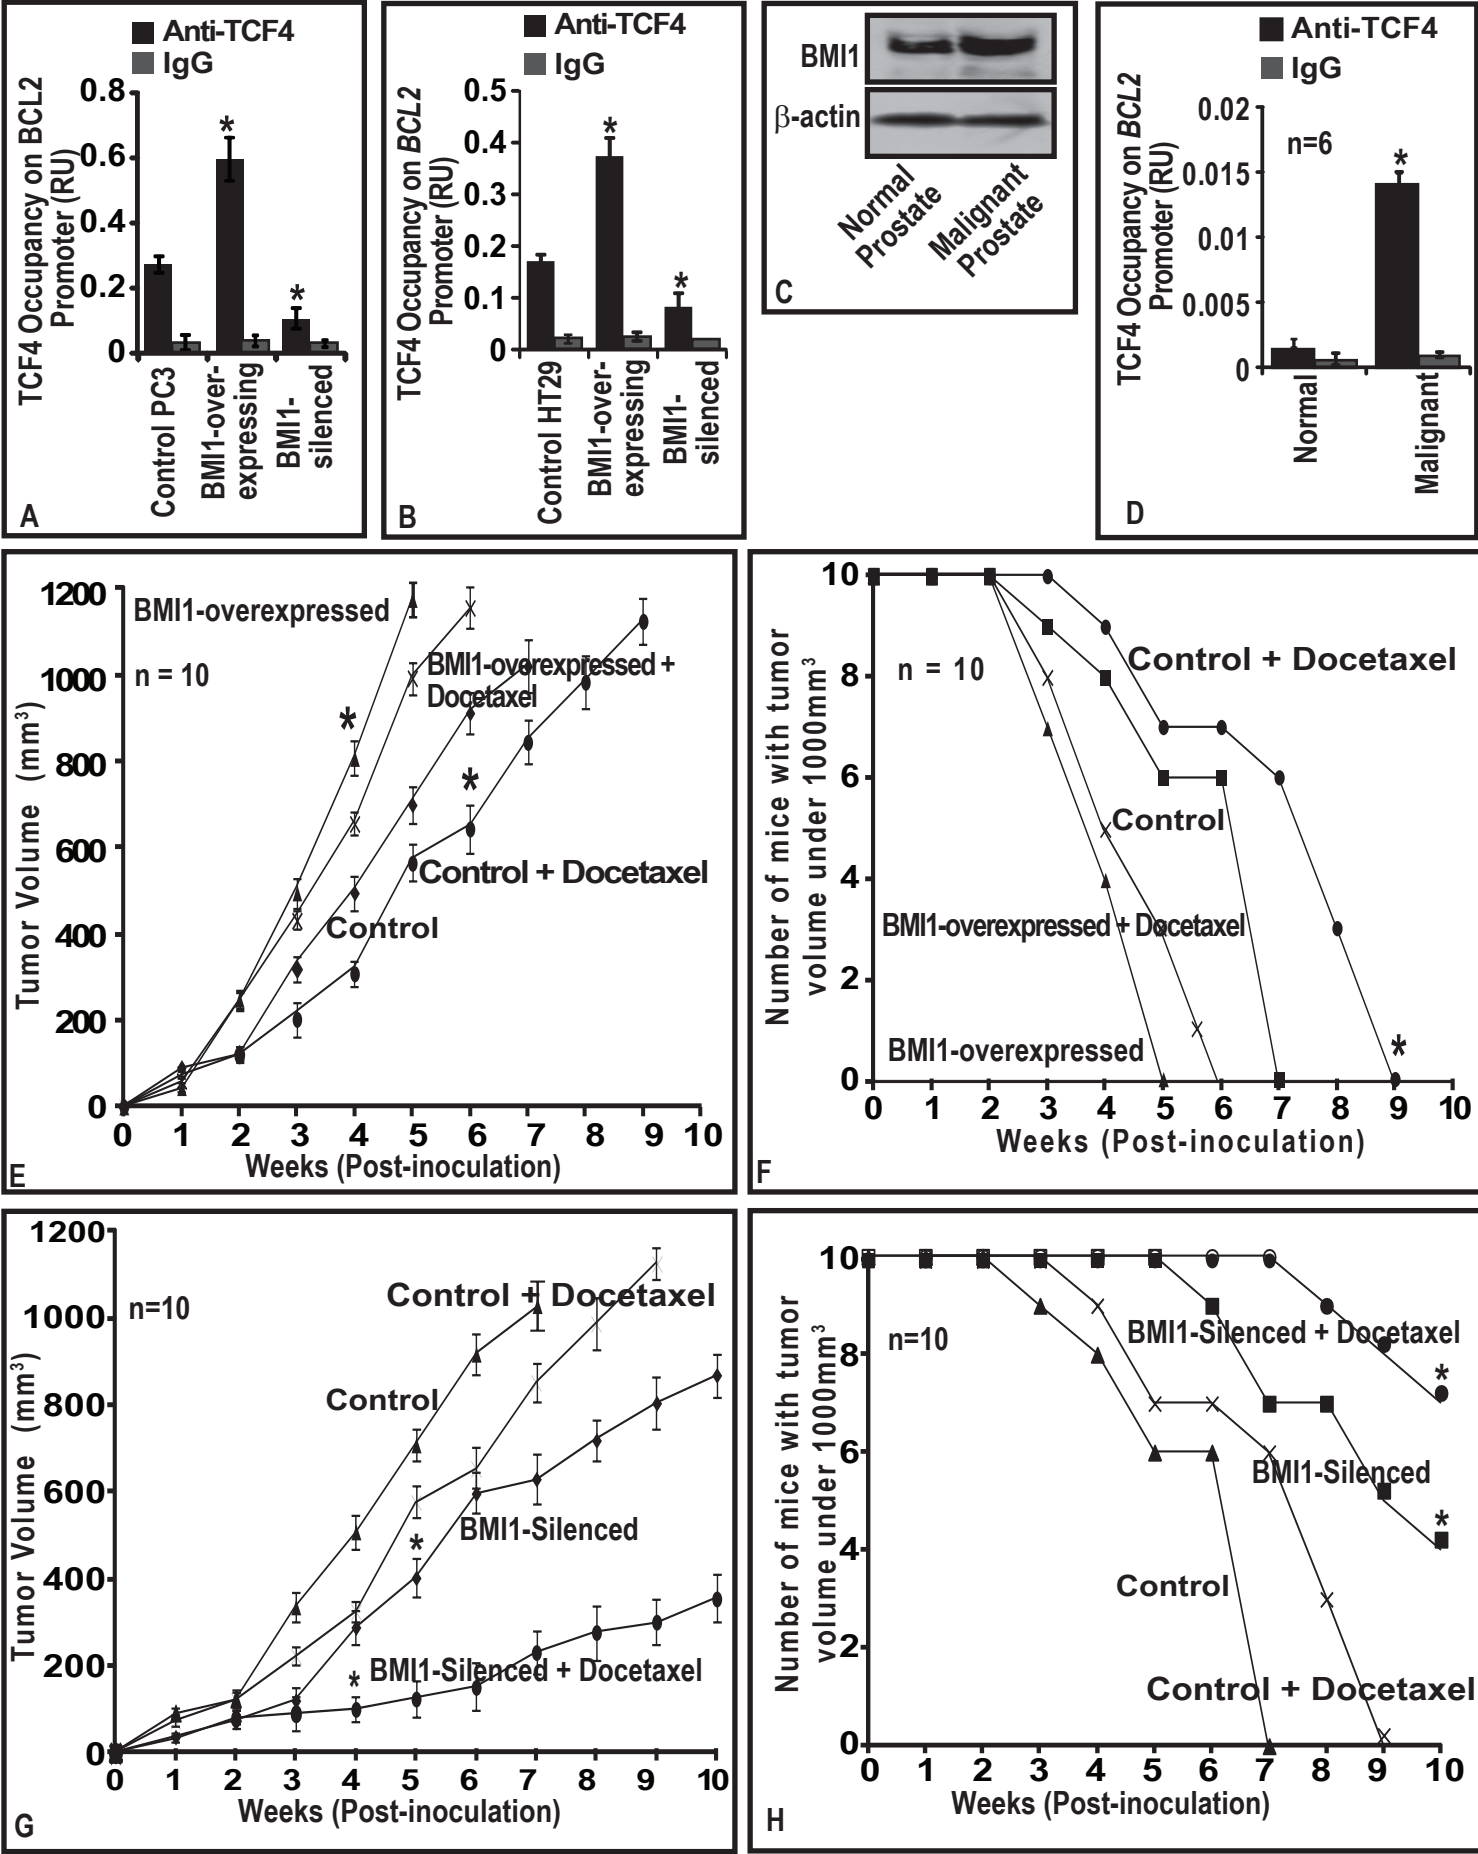 Anti-TCF4
IgG
TCF4 Occupancy on BCL2
Promoter (RU)
0.8
0.6
0.4
0.2
0
*
*
Control PC3
BMI1-over-
expressing
BMI1-
silenced
A
Anti-TCF4
IgG
TCF4 Occupancy on BCL2
Promoter (RU)
0.5
0.4
0.3
0.2
0.1
0
*
*
Control HT29
BMI1-over-
expressing
BMI1-
silenced
B
BMI1
β-actin
Normal
Prostate
Malignant
Prostate
C
Anti-TCF4
IgG
TCF4 Occupancy on BCL2
Promoter (RU)
0.02
0.015
0.01
0.005
0
n=6
*
Normal
Malignant
D
Tumor Volume (mm³)
1200
1000
800
600
400
200
0
BMI1-overexpressed
n = 10
BMI1-overexpressed +
Docetaxel
*
*
Control + Docetaxel
Control
0 1 2 3 4 5 6 7 8 9 10
Weeks (Post-inoculation)
E
Number of mice with tumor
volume under 1000mm³
10
8
6
4
2
0
n = 10
Control + Docetaxel
Control
BMI1-overexpressed + Docetaxel
BMI1-overexpressed
*
0 1 2 3 4 5 6 7 8 9 10
Weeks (Post-inoculation)
F
Tumor Volume (mm³)
1200
1000
800
600
400
200
0
n=10
Control + Docetaxel
Control
BMI1-Silenced
*
BMI1-Silenced + Docetaxel
*
0 1 2 3 4 5 6 7 8 9 10
Weeks (Post-inoculation)
G
Number of mice with tumor
volume under 1000mm³
10
8
6
4
2
0
n=10
BMI1-Silenced + Docetaxel
*
BMI1-Silenced
*
Control
Control + Docetaxel
0 1 2 3 4 5 6 7 8 9 10
Weeks (Post-inoculation)
H